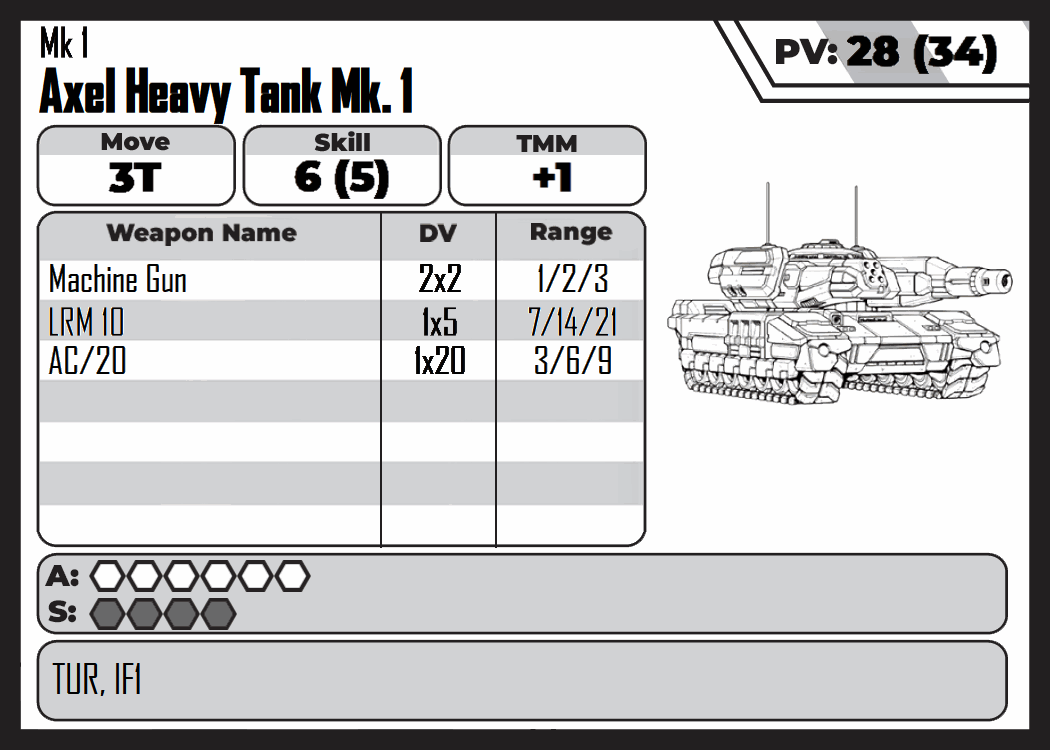 Mk 1
Axel Heavy Tank Mk. 1
PV: 28 (34)
Move Skill TMM
3T 6 (5) +1
Weapon Name DV Range
Machine Gun 2x2 1/2/3
LRM 10 1x5 7/14/21
AC/20 1x20 3/6/9
A:
S:
TUR, IF1